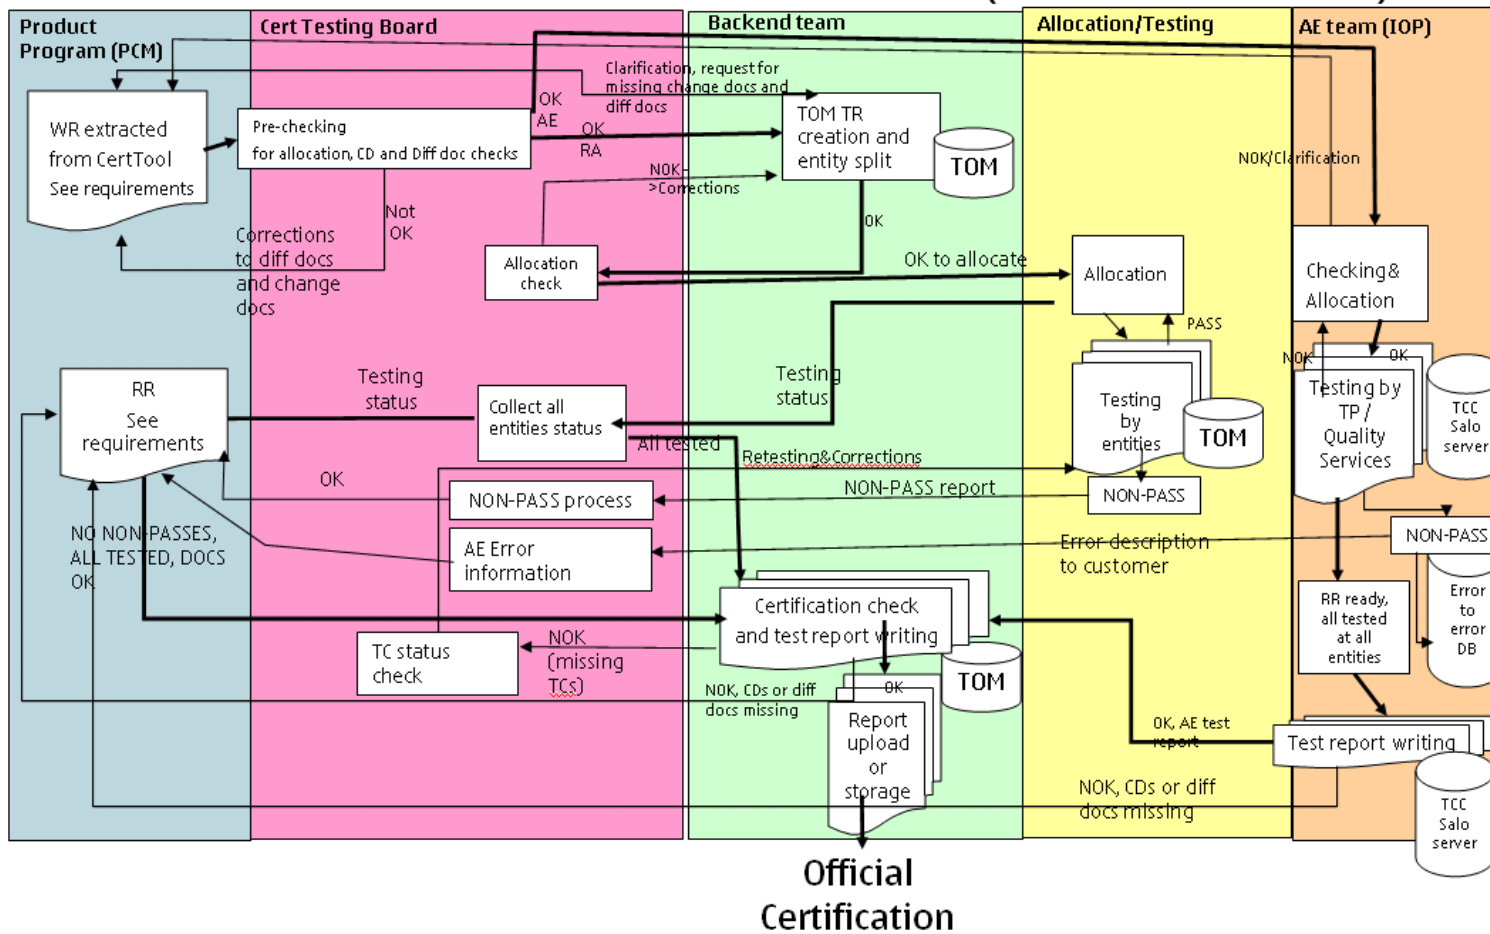 Product
Program (PCM)
Cert Testing Board
Backend team
Allocation/Testing
AE team (IOP)
WR extracted
from CertTool
See requirements
Pre-checking
for allocation, CD and Diff doc checks
OK
AE
OK
RA
Clarification, request for
missing change docs and
diff docs
TOM TR
creation and
entity split
TOM
NOK/Clarification
NOK-
>Corrections
Not
OK
OK
Corrections
to diff docs
and change
docs
Allocation
check
OK to allocate
Allocation
Checking&
Allocation
PASS
NOK
OK
RR
See
requirements
Testing
status
Collect all
entities status
Testing
status
All tested
Testing
by
entities
TOM
Testing by
TP /
Quality
Services
TCC
Salo
server
Retesting&Corrections
OK
NON-PASS process
NON-PASS report
NON-PASS
NON-PASS
NO NON-PASSES,
ALL TESTED, DOCS
OK
AE Error
information
Error description
to customer
Certification check
and test report writing
RR ready,
all tested
at all
entities
Error
to
error
DB
TC status
check
NOK
(missing
TCs)
TOM
NOK, CDs or diff
docs missing
OK
Report
upload
or
storage
OK, AE test
report
Test report writing
NOK, CDs or diff
docs missing
TCC
Salo
server
Official
Certification